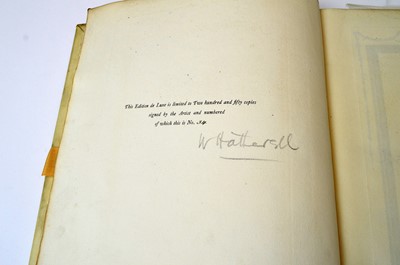 This Edition de Luxe is limited to Two hundred and fifty copies
signed by the Artist and numbered
of which this is No.
W Hatherell